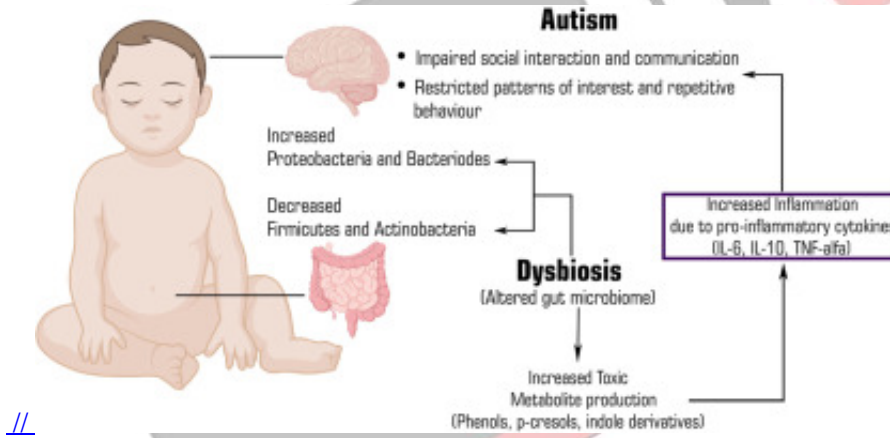 Autism
• Impaired social interaction and communication
• Restricted patterns of interest and repetitive
behaviour
Increased
Proteobacteria and Bacteriodes
Decreased
Firmicutes and Actinobacteria
Increased Inflammation
due to pro-inflammatory cytokine
(IL-6, IL-10, TNF-alfa)
Dysbiosis
(Altered gut microbiome)
Increased Toxic
Metabolite production
(Phenols, p-cresols, indole derivatives)
//